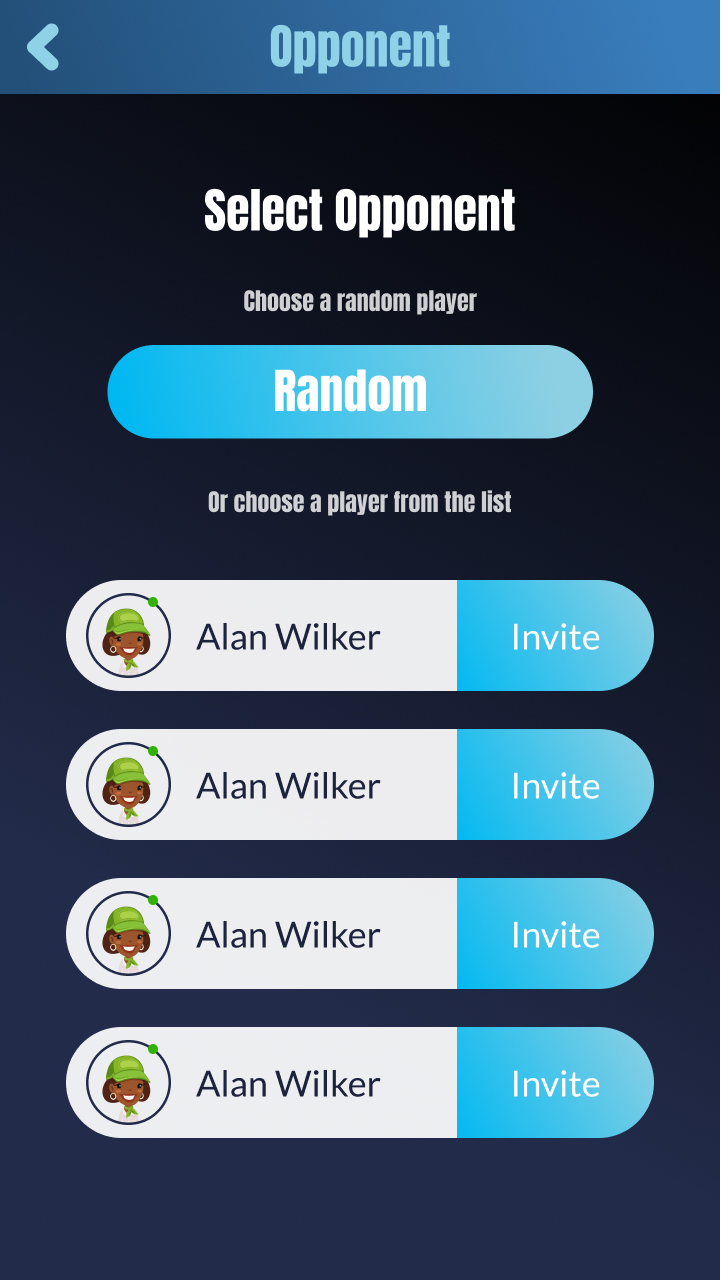 Opponent
Select Opponent
Choose a random player
Random
Or choose a player from the list
Alan Wilker Invite
Alan Wilker Invite
Alan Wilker Invite
Alan Wilker Invite